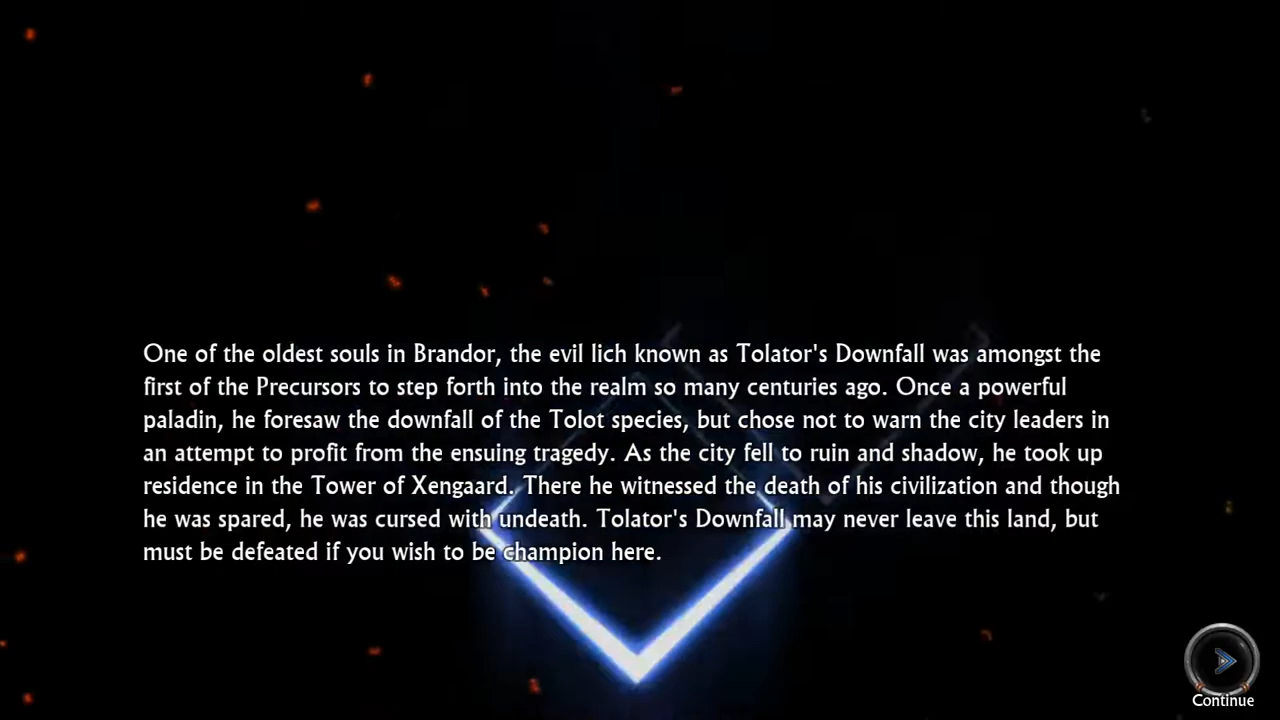 One of the oldest souls in Brandor, the evil lich known as Tolator's Downfall was amongst the
first of the Precursors to step forth into the realm so many centuries ago. Once a powerful
paladin, he foresaw the downfall of the Tolot species, but chose not to warn the city leaders in
an attempt to profit from the ensuing tragedy. As the city fell to ruin and shadow, he took up
residence in the Tower of Xengaard. There he witnessed the death of his civilization and though
he was spared, he was cursed with undeath. Tolator's Downfall may never leave this land, but
must be defeated if you wish to be champion here.
Continue